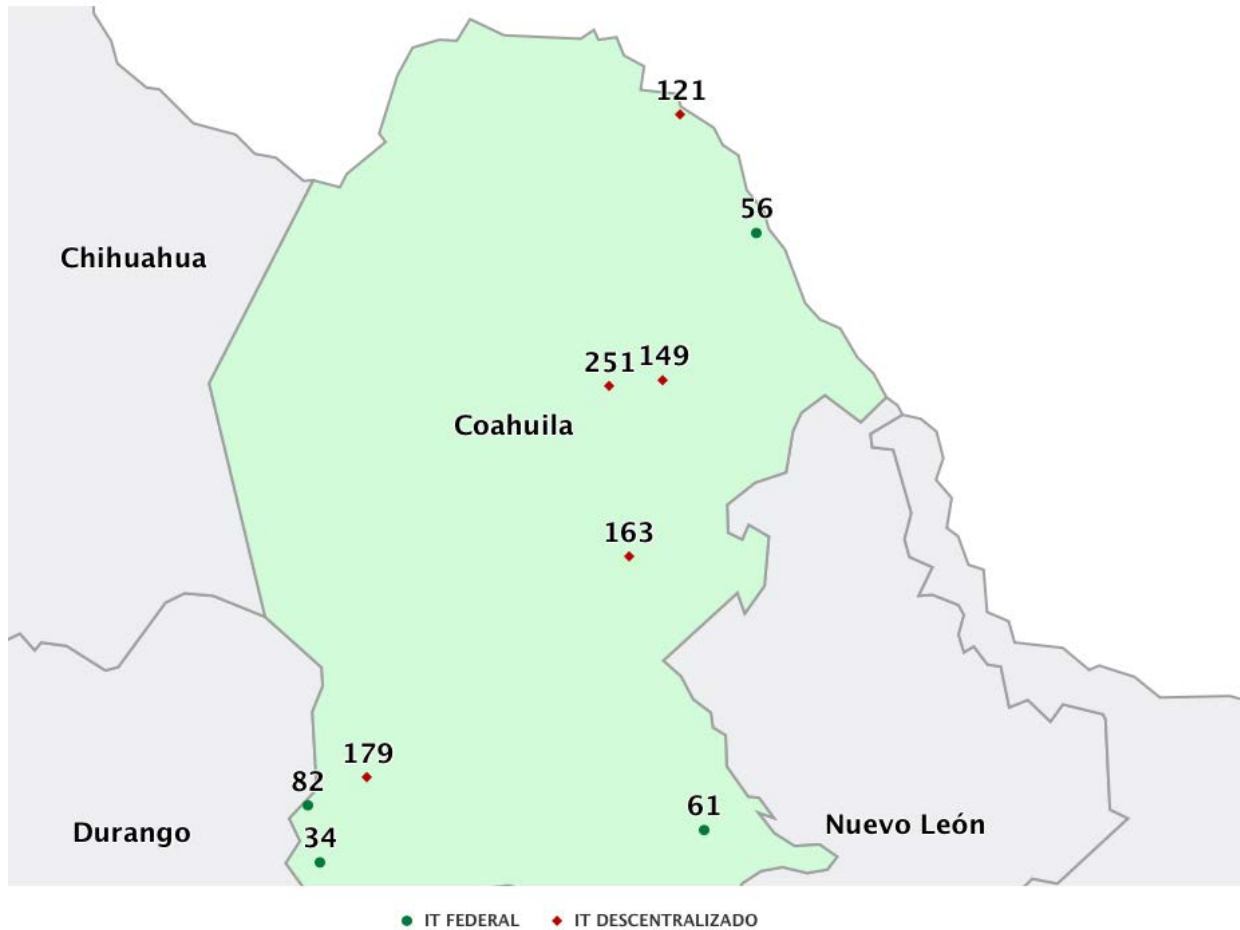 121
56
Chihuahua
251 149
Coahuila
163
179
82
61
Durango
34
Nuevo León
IT FEDERAL
IT DESCENTRALIZADO